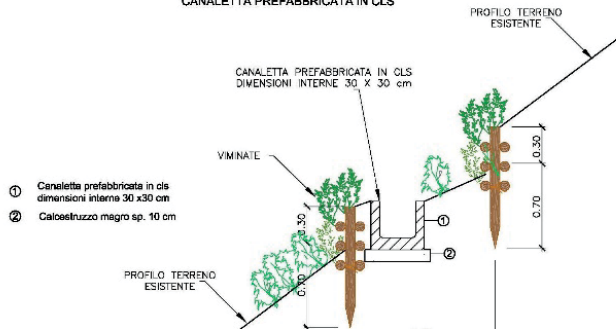 CANALETTA PREFABBRICATA IN CLS
PROFILO TERRENO
ESISTENTE
CANALETTA PREFABBRICATA IN CLS
DIMENSIONI INTERNE 30 X 30 cm
VIMINATE
0.30
0.70
1 Canaletta prefabbricata in cls
dimensioni interne 30 x30 cm
2 Calcestruzzo magro sp. 10 cm
0.30
1
2
0.70
PROFILO TERRENO
ESISTENTE